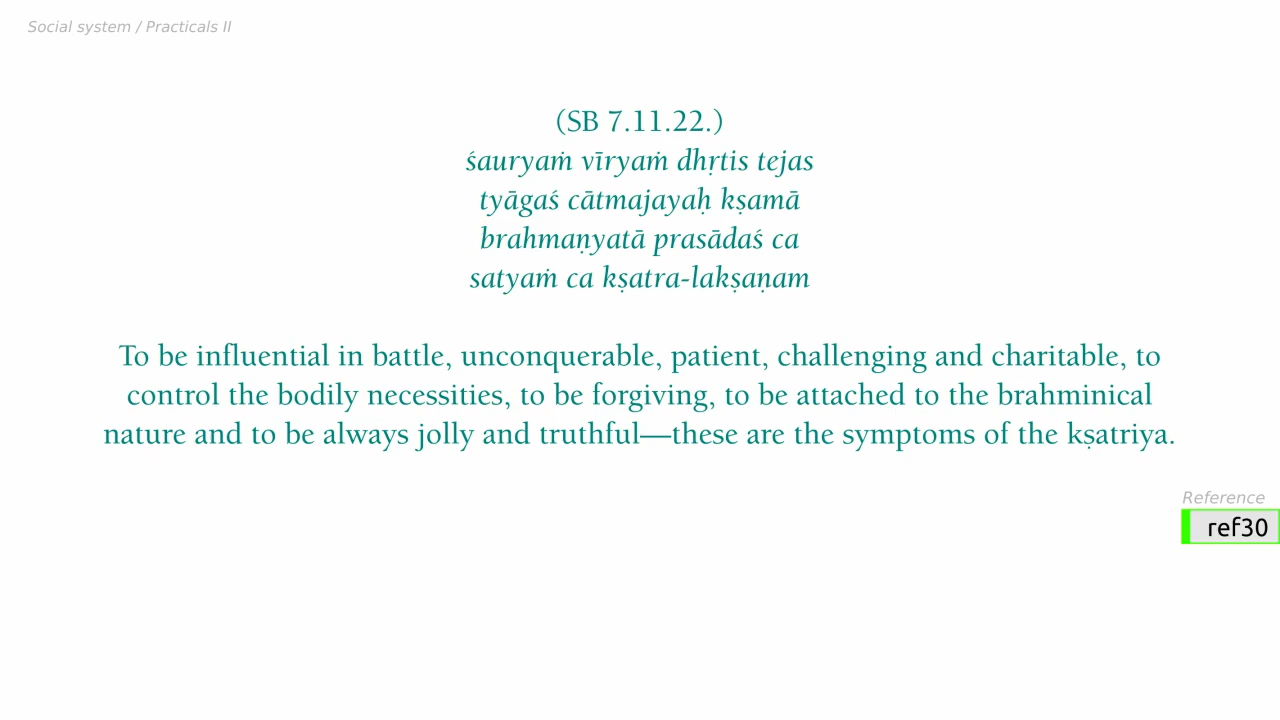 Social system / Practicals II
(SB 7.11.22.)
śauryaṁ vīryaṁ dhṛtis tejas
tyāgaś cātmajayaḥ kṣamā
brahmaṇyatā prasādaś ca
satyaṁ ca kṣatra-lakṣaṇam
To be influential in battle, unconquerable, patient, challenging and charitable, to
control the bodily necessities, to be forgiving, to be attached to the brahminical
nature and to be always jolly and truthful—these are the symptoms of the kṣatriya.
Reference
ref30